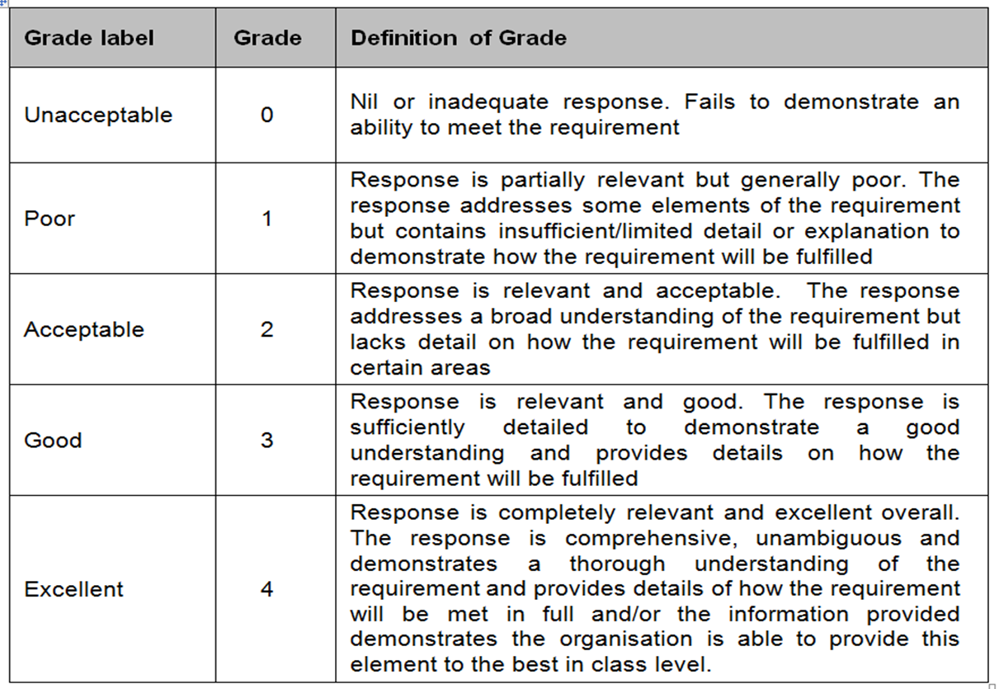 Grade label Grade Definition of Grade
Unacceptable 0 Nil or inadequate response. Fails to demonstrate an
ability to meet the requirement
Poor 1 Response is partially relevant but generally poor. The
response addresses some elements of the requirement
but contains insufficient/limited detail or explanation to
demonstrate how the requirement will be fulfilled
Acceptable 2 Response is relevant and acceptable. The response
addresses a broad understanding of the requirement but
lacks detail on how the requirement will be fulfilled in
certain areas
Good 3 Response is relevant and good. The response is
sufficiently detailed to demonstrate a good
understanding and provides details on how the
requirement will be fulfilled
Excellent 4 Response is completely relevant and excellent overall.
The response is comprehensive, unambiguous and
demonstrates a thorough understanding of the
requirement and provides details of how the requirement
will be met in full and/or the information provided
demonstrates the organisation is able to provide this
element to the best in class level.